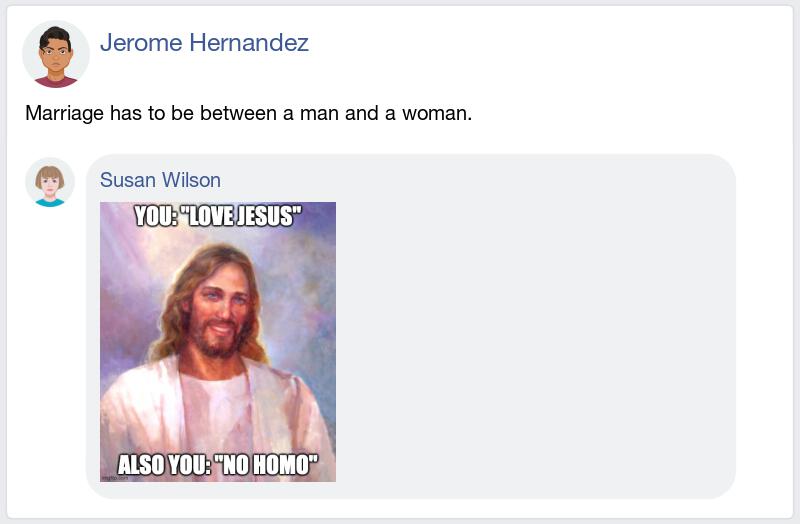 Jerome Hernandez
Marriage has to be between a man and a woman.
Susan Wilson
YOU: "LOVE JESUS"
ALSO YOU: "NO HOMO"
imgflip.com